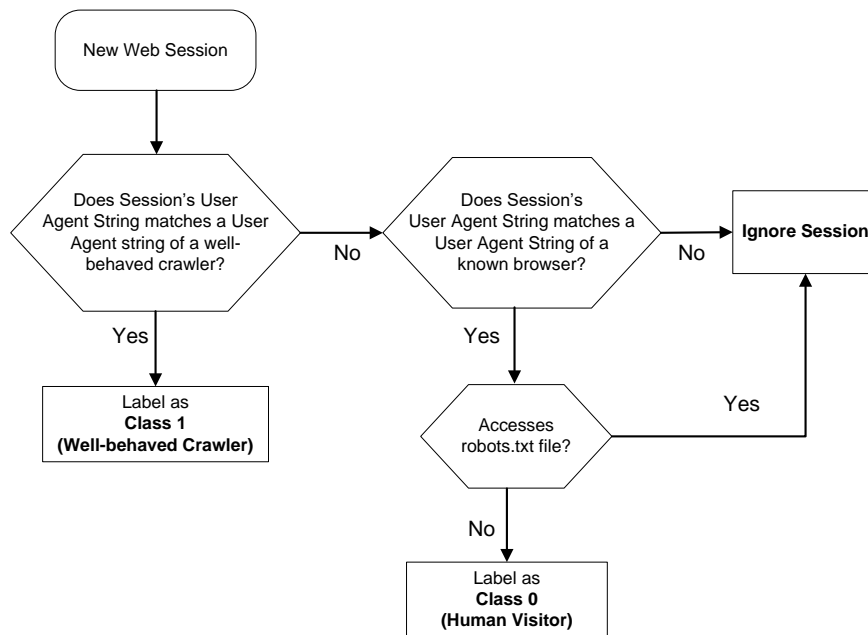 New Web Session
Does Session's User
Agent String matches a User
Agent string of a well-
behaved crawler?
No
Does Session's
User Agent String matches a
User Agent String of a
known browser?
No
Ignore Session
Yes
Label as
Class 1
(Well-behaved Crawler)
Yes
Accesses
robots.txt file?
Yes
No
Label as
Class 0
(Human Visitor)